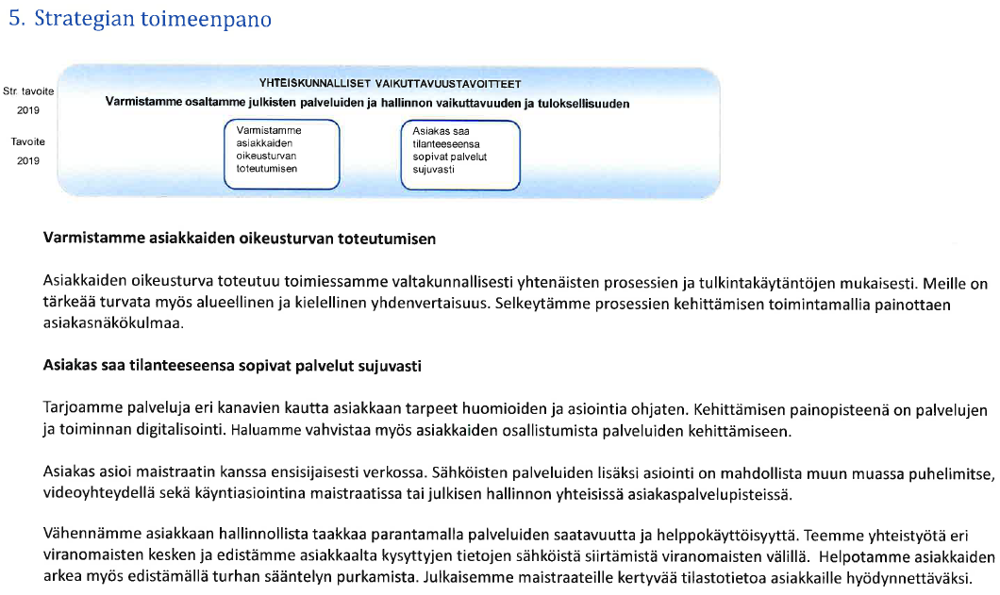 5. Strategian toimeenpano
YHTEISKUNNALLISET VAIKUTTAVUUSTAVOITTEET
Str. tavoite
2019
Varmistamme osaltamme julkisten palveluiden ja hallinnon vaikuttavuuden ja tuloksellisuuden
Tavoite
2019
Varmistamme
asiakkaiden
oikeusturvan
toteutumisen
Asiakas saa
tilanteeseensa
sopivat palvelut
sujuvasti
Varmistamme asiakkaiden oikeusturvan toteutumisen
Asiakkaiden oikeusturva toteutuu toimiessamme valtakunnallisesti yhtenäisten prosessien ja tulkintakäytäntöjen mukaisesti. Meille on
tärkeää turvata myös alueellinen ja kielellinen yhdenvertaisuus. Selkeytämme prosessien kehittämisen toimintamallia painottaen
asiakasnäkökulmaa.
Asiakas saa tilanteeseensa sopivat palvelut sujuvasti
Tarjoamme palveluja eri kanavien kautta asiakkaan tarpeet huomioiden ja asiointia ohjaten. Kehittämisen painopisteenä on palvelujen
ja toiminnan digitalisointi. Haluamme vahvistaa myös asiakkaiden osallistumista palveluiden kehittämiseen.
Asiakas asioi maistraatin kanssa ensisijaisesti verkossa. Sähköisten palveluiden lisäksi asiointi on mahdollista muun muassa puhelimitse,
videoyhteydellä sekä käyntiasiointina maistraatissa tai julkisen hallinnon yhteisissä asiakaspalvelupisteissä.
Vähennämme asiakkaan hallinnollista taakkaa parantamalla palveluiden saatavuutta ja helppokäyttöisyyttä. Teemme yhteistyötä eri
viranomaisten kesken ja edistämme asiakkaalta kysyttyjen tietojen sähköistä siirtämistä viranomaisten välillä. Helpotamme asiakkaiden
arkea myös edistämällä turhan sääntelyn purkamista. Julkaisemme maistraateille kertyvää tilastotietoa asiakkaille hyödynnettäväksi.